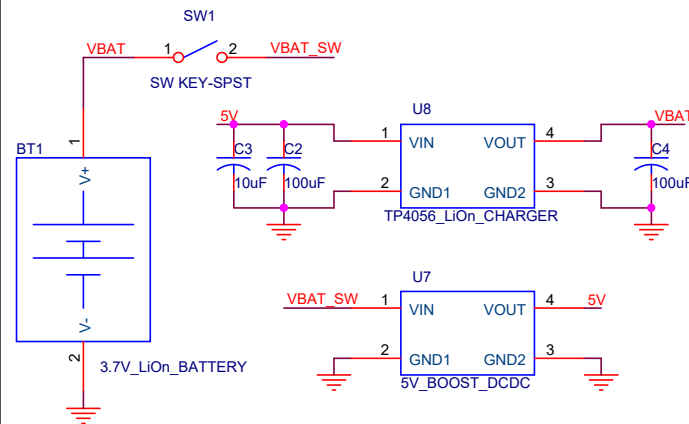 SW1
VBAT
1
2
VBAT_SW
SW KEY-SPST
BT1
1
V+
V-
2
3.7V_LiOn_BATTERY
5V
C3
10uF
C2
100uF
U8
1
VIN
VOUT
4
2
GND1
GND2
3
TP4056_LiOn_CHARGER
VBAT
C4
100uF
U7
VBAT_SW
1
VIN
VOUT
4
5V
2
GND1
GND2
3
5V_BOOST_DCDC